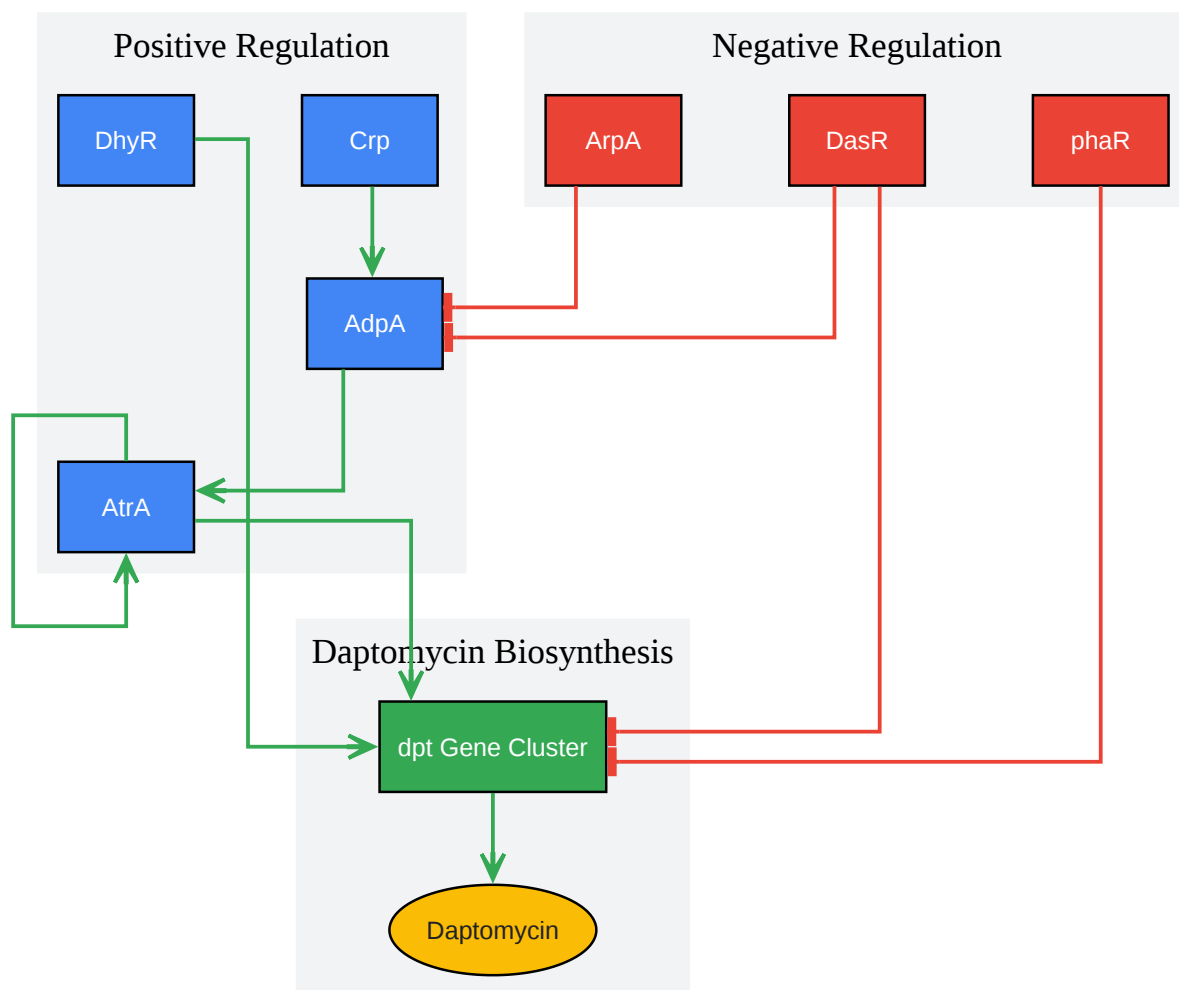 Positive Regulation
Negative Regulation
DhyR
Crp
ArpA
DasR
phaR
AdpA
AtrA
Daptomycin Biosynthesis
dpt Gene Cluster
Daptomycin